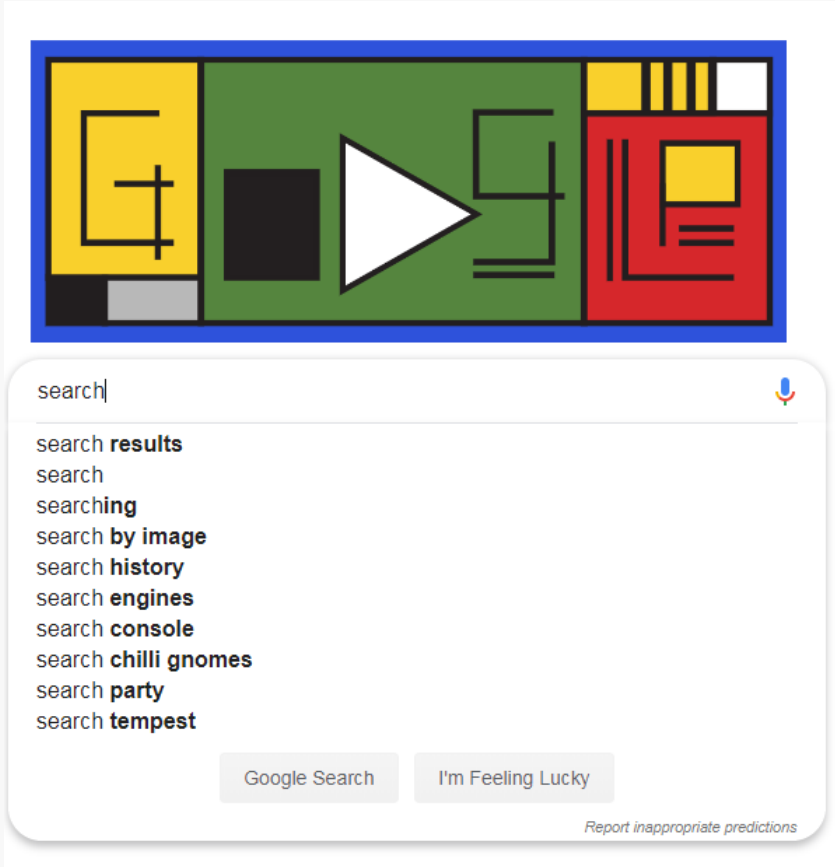 search
search results
search
searching
search by image
search history
search engines
search console
search chilli gnomes
search party
search tempest
Google Search
I'm Feeling Lucky
Report inappropriate predictions